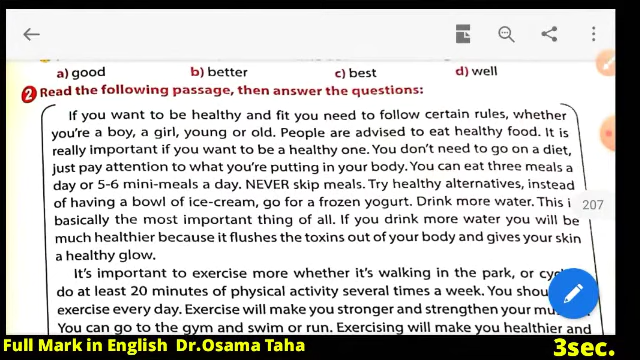 a) good b) better c) best d) well
2 Read the following passage, then answer the questions:
If you want to be healthy and fit you need to follow certain rules, whether
you're a boy, a girl, young or old. People are advised to eat healthy food. It is
really important if you want to be a healthy one. You don't need to go on a diet,
just pay attention to what you're putting in your body. You can eat three meals a
day or 5-6 mini-meals a day. NEVER skip meals. Try healthy alternatives, instead
of having a bowl of ice-cream, go for a frozen yogurt. Drink more water. This i
207
basically the most important thing of all. If you drink more water you will be
much healthier because it flushes the toxins out of your body and gives your skin
a healthy glow.
It's important to exercise more whether it's walking in the park, or cyc
do at least 20 minutes of physical activity several times a week. You shou
exercise every day. Exercise will make you stronger and strengthen your mu
You can go to the gym and swim or run. Exercising will make you healthier and
Full Mark in English Dr.Osama Taha
3sec.